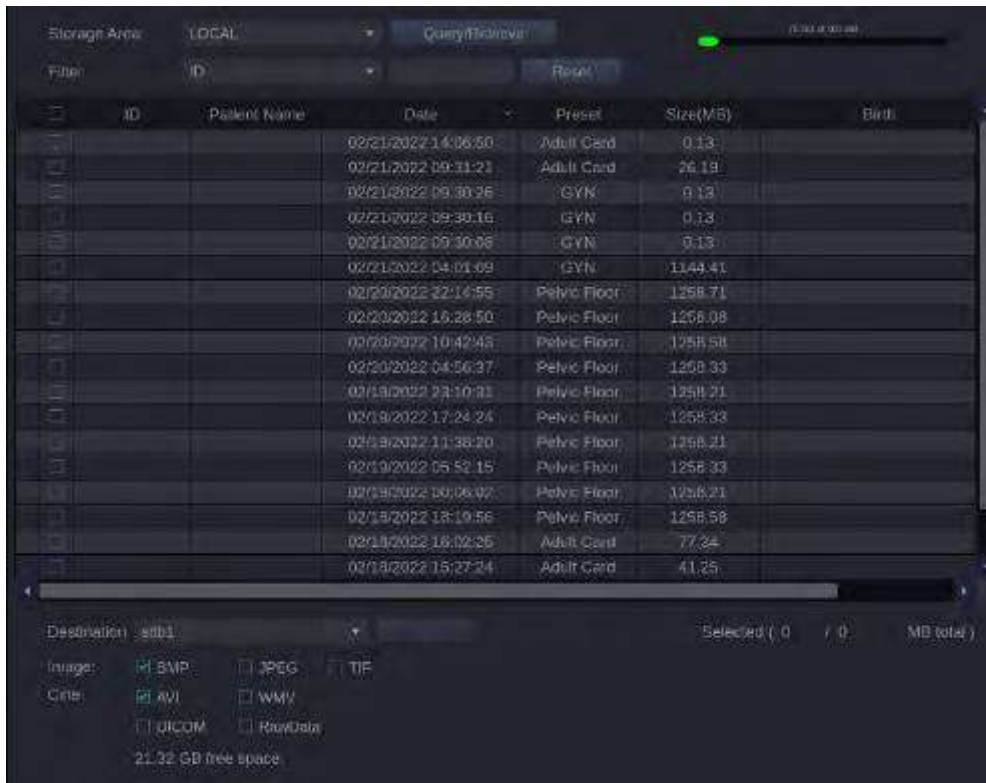 Storage Area: LOCAL Query/Retrieve
Filter: ID Reset
ID Patient Name Date Preset Size(MB) Birth
02/21/2022 14:06:50 Adult Card 0.13
02/21/2022 09:31:21 Adult Card 26.19
02/21/2022 09:30:26 GYN 0.13
02/21/2022 09:30:16 GYN 0.13
02/21/2022 09:30:08 GYN 0.13
02/21/2022 04:01:09 GYN 1144.41
02/20/2022 22:14:55 Pelvic Floor 1258.71
02/20/2022 16:28:50 Pelvic Floor 1258.08
02/20/2022 10:42:43 Pelvic Floor 1258.58
02/20/2022 04:56:37 Pelvic Floor 1258.33
02/19/2022 23:10:31 Pelvic Floor 1258.21
02/19/2022 17:24:24 Pelvic Floor 1258.33
02/19/2022 11:38:20 Pelvic Floor 1258.21
02/19/2022 05:52:15 Pelvic Floor 1258.33
02/19/2022 00:06:02 Pelvic Floor 1258.21
02/18/2022 18:19:56 Pelvic Floor 1258.58
02/18/2022 16:02:25 Adult Card 77.34
02/18/2022 15:27:24 Adult Card 41.25
Destination: sdb1 Selected ( 0 / 0 MB total )
Image: BMP JPEG TIF
Cine: AVI WMV
DICOM RawData
21.32 GB free space.